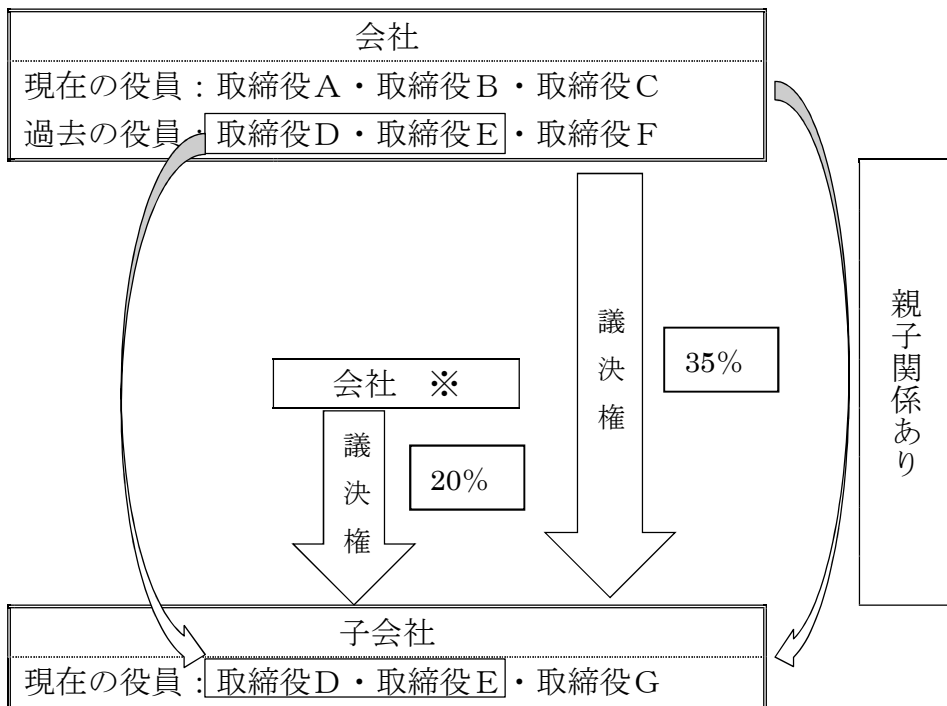 会社
現在の役員：取締役A・取締役B・取締役C
過去の役員：取締役D・取締役E・取締役F
議決権
35%
親子関係あり
会社　※
議決権
20%
子会社
現在の役員：取締役D・取締役E・取締役G